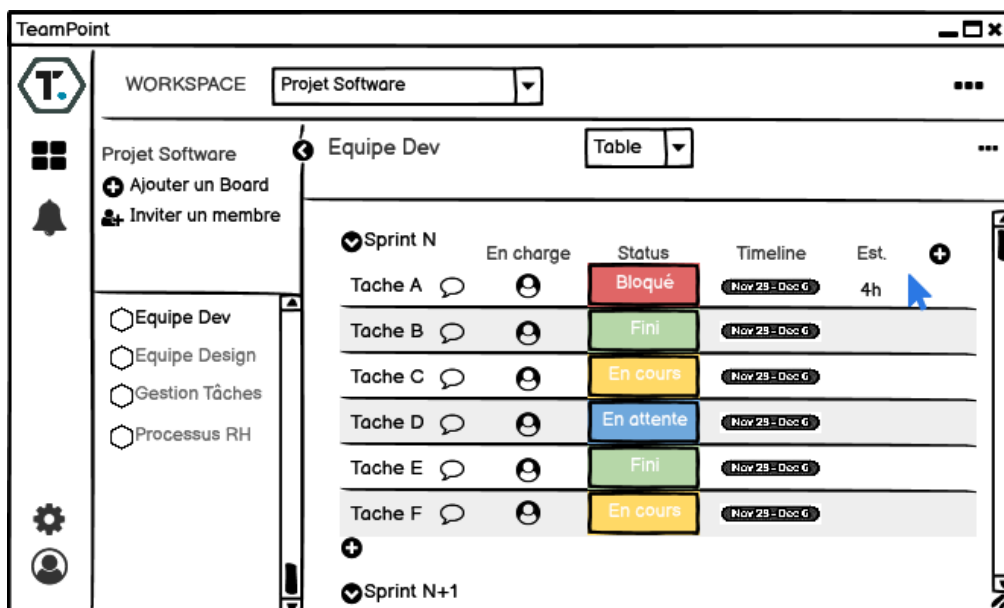 TeamPoint
T.
WORKSPACE
Projet Software
Projet Software
Ajouter un Board
Inviter un membre
Equipe Dev
Equipe Design
Gestion Tâches
Processus RH
Equipe Dev
Table
Sprint N
En charge Status Timeline Est.
Tache A Bloqué Nov 29 - Dec 6 4h
Tache B Fini Nov 29 - Dec 6
Tache C En cours Nov 29 - Dec 6
Tache D En attente Nov 29 - Dec 6
Tache E Fini Nov 29 - Dec 6
Tache F En cours Nov 29 - Dec 6
Sprint N+1